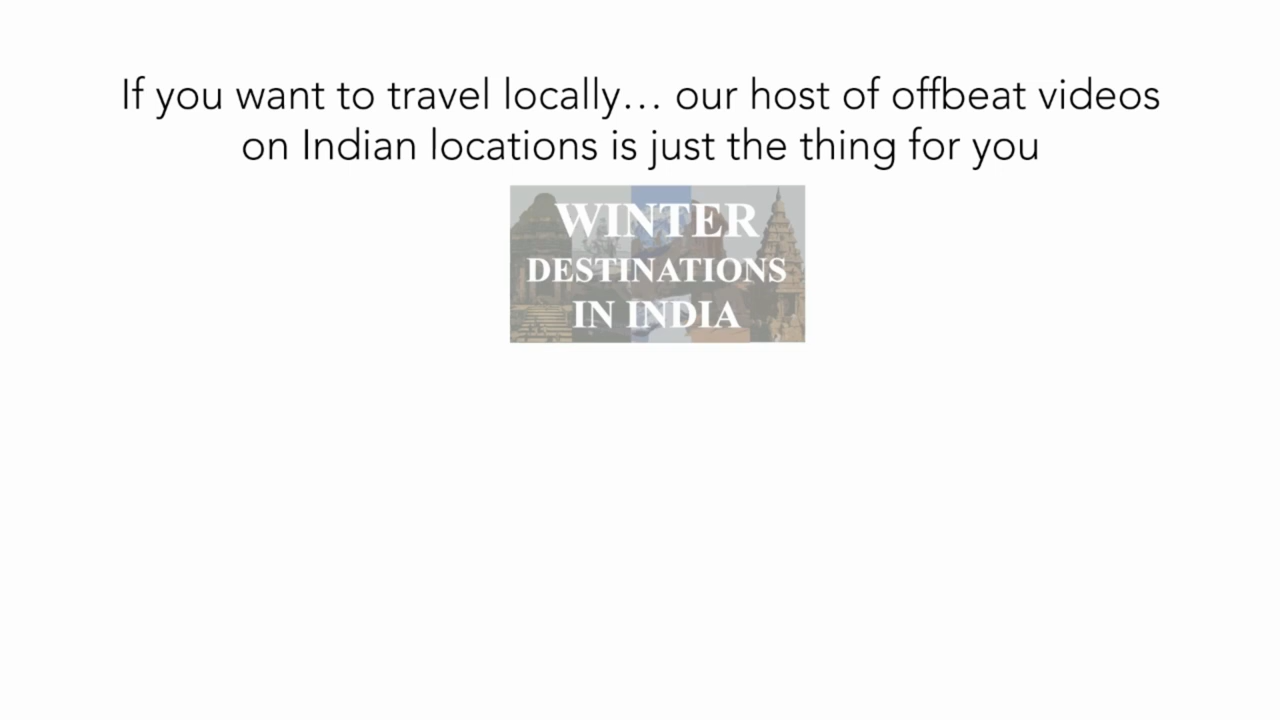 If you want to travel locally... our host of offbeat videos
on Indian locations is just the thing for you
WINTER
DESTINATIONS
IN INDIA